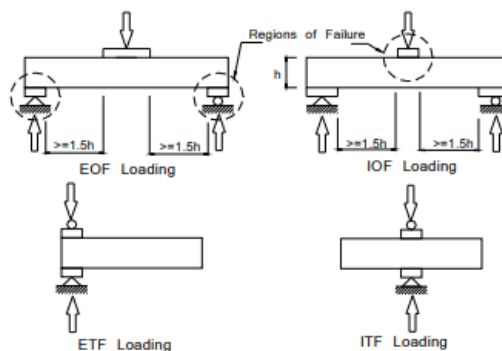 Regions of Failure
h
>=1.5h >=1.5h
EOF Loading
>=1.5h >=1.5h
IOF Loading
ETF Loading
ITF Loading